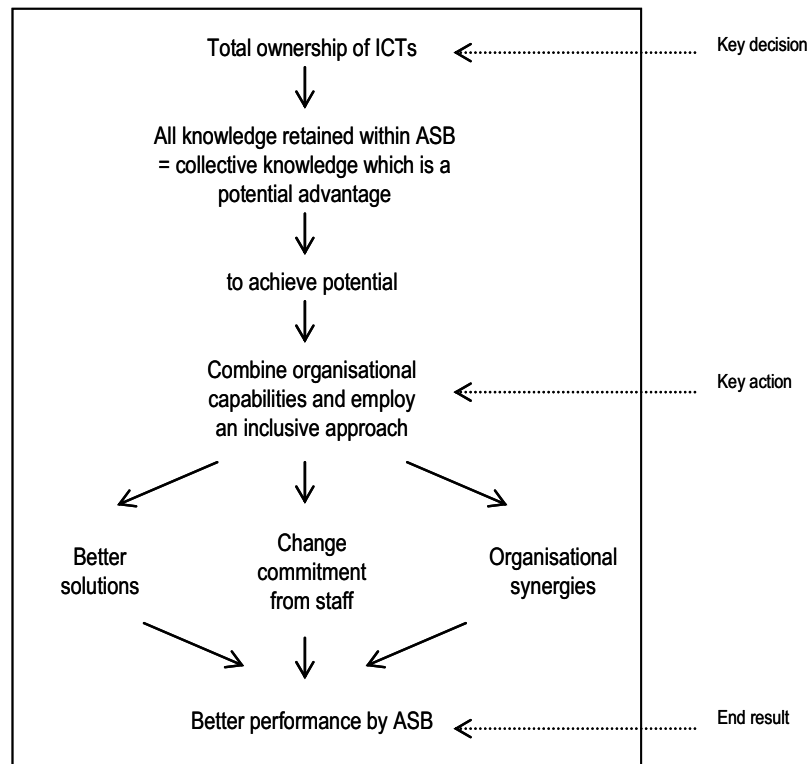 Total ownership of ICTs
Key decision
All knowledge retained within ASB
= collective knowledge which is a
potential advantage
to achieve potential
Combine organisational
capabilities and employ
an inclusive approach
Key action
Better
solutions
Change
commitment
from staff
Organisational
synergies
Better performance by ASB
End result